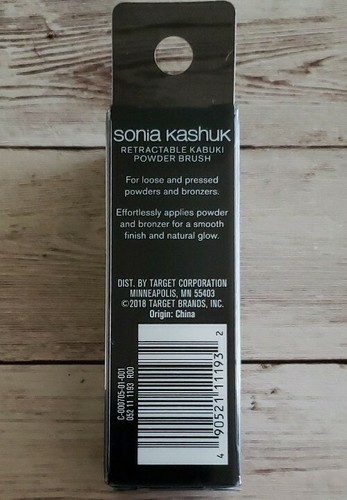 sonia kashuk
RETRACTABLE KABUKI
POWDER BRUSH
For loose and pressed
powders and bronzers.
Effortlessly applies powder
and bronzer for a smooth
finish and natural glow.
DIST. BY TARGET CORPORATION
MINNEAPOLIS, MN 55403
©2018 TARGET BRANDS, INC.
Origin: China
C-000705-01-001
052 11 1193 R00
4 90521 11193 2